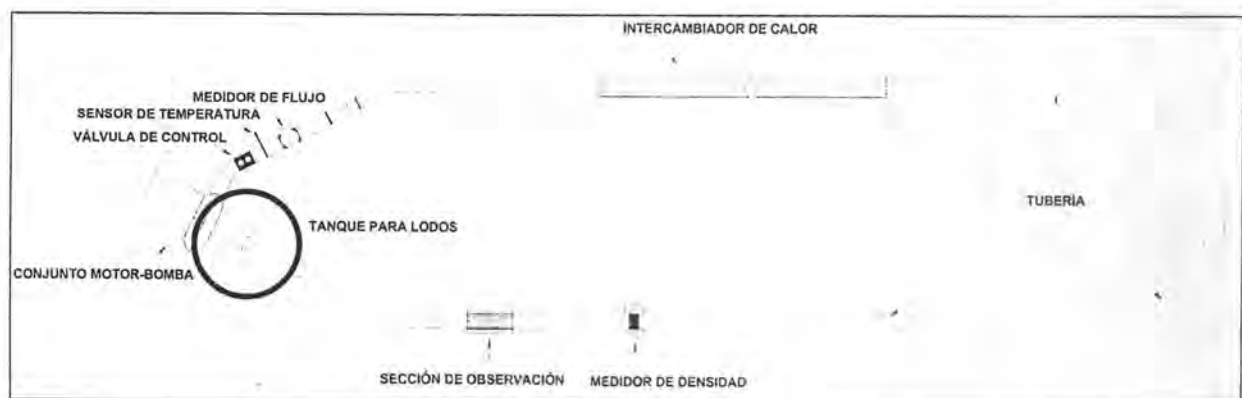 INTERCAMBIADOR DE CALOR
MEDIDOR DE FLUJO
SENSOR DE TEMPERATURA
VÁLVULA DE CONTROL
TUBERÍA
TANQUE PARA LODOS
CONJUNTO MOTOR-BOMBA
SECCIÓN DE OBSERVACIÓN
MEDIDOR DE DENSIDAD